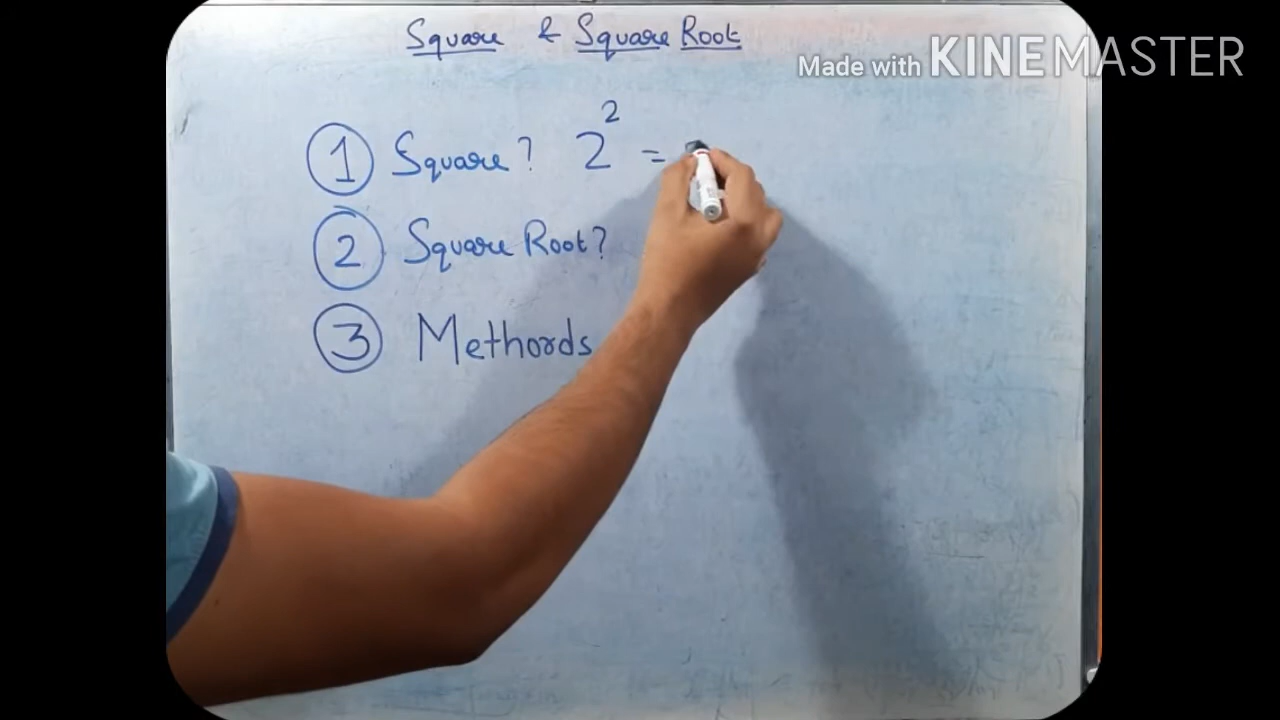 Square & Square Root
Made with KINEMASTER
1 Square? 2² =
2 Square Root?
3 Methords